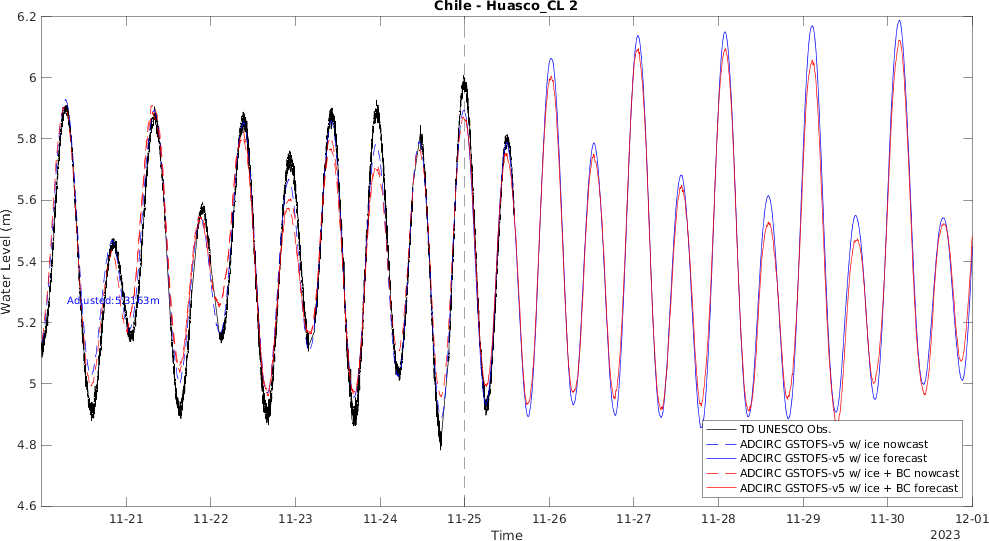 Chile - Huasco_CL 2
6.2
6
5.8
5.6
5.4
5.2
5
4.8
4.6
Water Level (m)
Adjusted:5.3163m
TD UNESCO Obs.
ADCIRC GSTOFS-v5 w/ ice nowcast
ADCIRC GSTOFS-v5 w/ ice forecast
ADCIRC GSTOFS-v5 w/ ice + BC nowcast
ADCIRC GSTOFS-v5 w/ ice + BC forecast
11-21 11-22 11-23 11-24 11-25 11-26 11-27 11-28 11-29 11-30 12-01
Time
2023